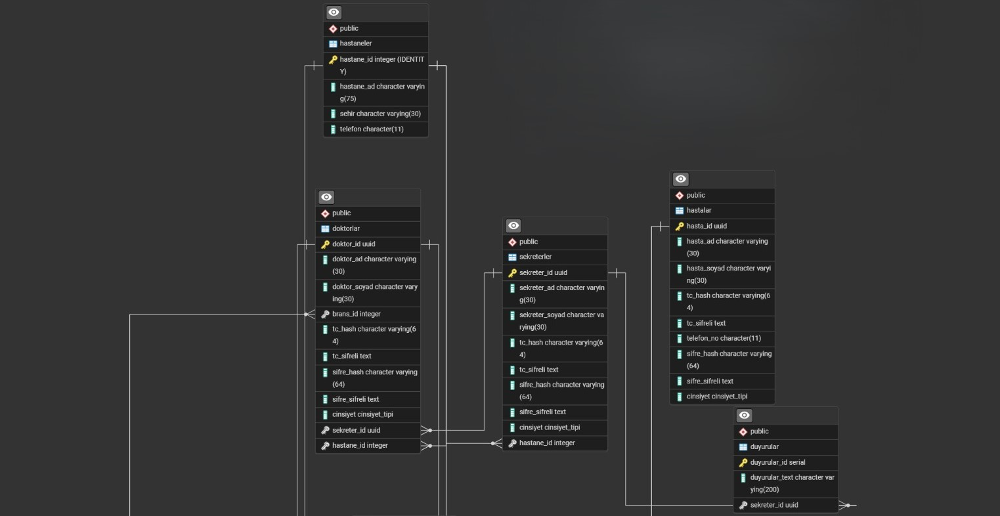 public
hastaneler
hastane_id integer (IDENTIT
Y)
hastane_ad character varyin
g(75)
sehir character varying(30)
telefon character(11)
public
doktorlar
doktor_id uuid
doktor_ad character varying
(30)
doktor_soyad character vary
ing(30)
brans_id integer
tc_hash character varying(6
4)
tc_sifreli text
sifre_hash character varying
(64)
sifre_sifreli text
cinsiyet cinsiyet_tipi
sekreter_id uuid
hastane_id integer
public
sekreterler
sekreter_id uuid
sekreter_ad character varyin
g(30)
sekreter_soyad character va
rying(30)
tc_hash character varying(6
4)
tc_sifreli text
sifre_hash character varying
(64)
sifre_sifreli text
cinsiyet cinsiyet_tipi
hastane_id integer
public
hastalar
hasta_id uuid
hasta_ad character varying
(30)
hasta_soyad character varyi
ng(30)
tc_hash character varying(6
4)
tc_sifreli text
telefon_no character(11)
sifre_hash character varying
(64)
sifre_sifreli text
cinsiyet cinsiyet_tipi
public
duyurular
duyurular_id serial
duyurular_text character var
ying(200)
sekreter_id uuid